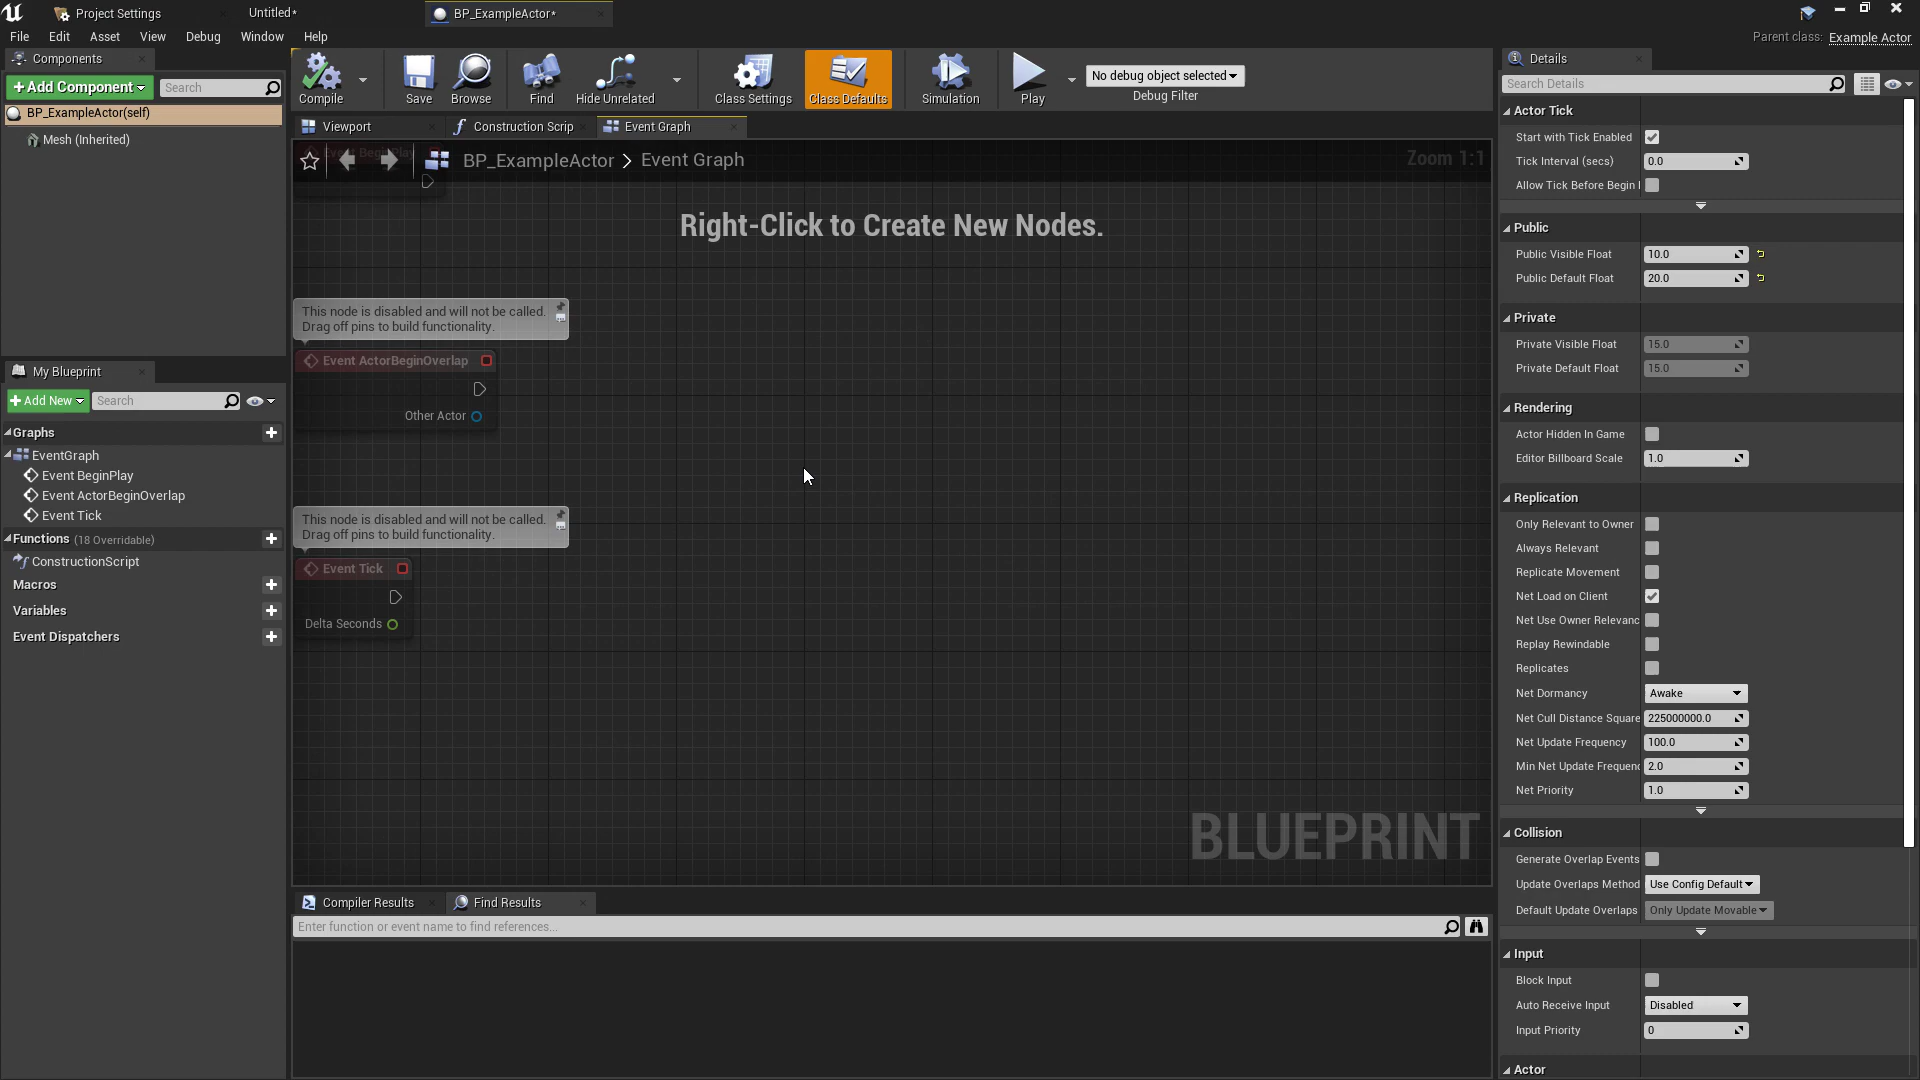 Project Settings
Untitled*
BP_ExampleActor*
File Edit Asset View Debug Window Help
Parent class: Example Actor
Components
+Add Component
Search
BP_ExampleActor(self)
Mesh (Inherited)
Compile
Save
Browse
Find
Hide Unrelated
Class Settings
Class Defaults
Simulation
Play
No debug object selected
Debug Filter
Viewport
Construction Scrip
Event Graph
BP_ExampleActor > Event Graph
Zoom 1:1
Event BeginPlay
Right-Click to Create New Nodes.
This node is disabled and will not be called.
Drag off pins to build functionality.
Event ActorBeginOverlap
Other Actor
This node is disabled and will not be called.
Drag off pins to build functionality.
Event Tick
Delta Seconds
BLUEPRINT
My Blueprint
+Add New
Search
Graphs
EventGraph
Event BeginPlay
Event ActorBeginOverlap
Event Tick
Functions (18 Overridable)
ConstructionScript
Macros
Variables
Event Dispatchers
Compiler Results
Find Results
Enter function or event name to find references...
Details
Search Details
Actor Tick
Start with Tick Enabled
Tick Interval (secs) 0.0
Allow Tick Before Begin
Public
Public Visible Float 10.0
Public Default Float 20.0
Private
Private Visible Float 15.0
Private Default Float 15.0
Rendering
Actor Hidden In Game
Editor Billboard Scale 1.0
Replication
Only Relevant to Owner
Always Relevant
Replicate Movement
Net Load on Client
Net Use Owner Relevanc
Replay Rewindable
Replicates
Net Dormancy Awake
Net Cull Distance Square 225000000.0
Net Update Frequency 100.0
Min Net Update Frequenc 2.0
Net Priority 1.0
Collision
Generate Overlap Events
Update Overlaps Method Use Config Default
Default Update Overlaps Only Update Movable
Input
Block Input
Auto Receive Input Disabled
Input Priority 0
Actor